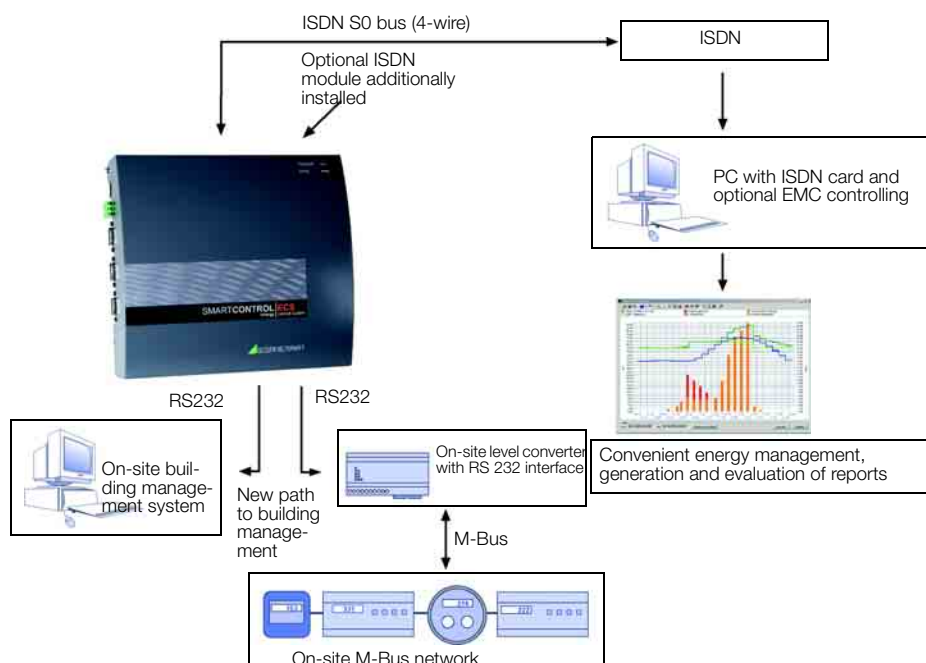 ISDN S0 bus (4-wire)
ISDN
Optional ISDN
module additionally
installed
PC with ISDN card and
optional EMC controlling
SMARTCONTROL ECS
RS232
RS232
On-site buil-
ding manage-
ment system
New path
to building
manage-
ment
On-site level converter
with RS 232 interface
Convenient energy management,
generation and evaluation of reports
M-Bus
On-site M-Bus network